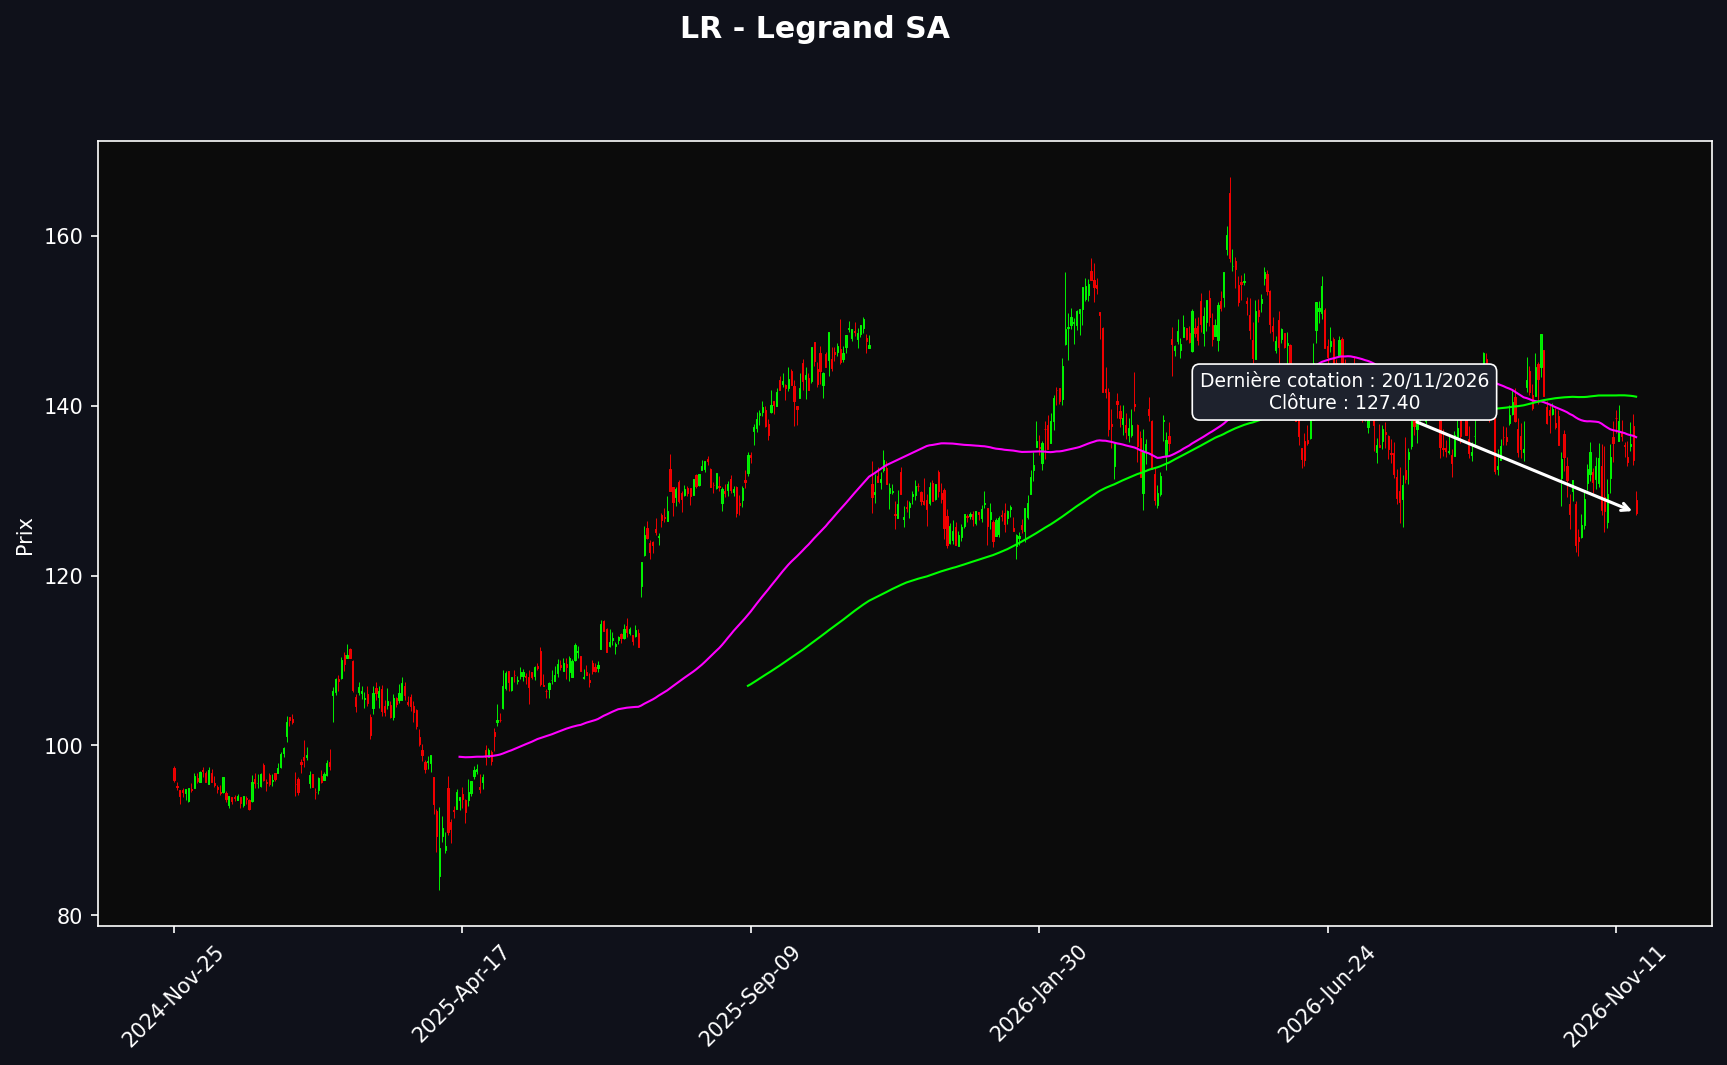 LR - Legrand SA
Prix
160
140
120
100
80
Dernière cotation : 20/11/2026
Clôture : 127.40
2024-Nov-25
2025-Apr-17
2025-Sep-09
2026-Jan-30
2026-Jun-24
2026-Nov-11